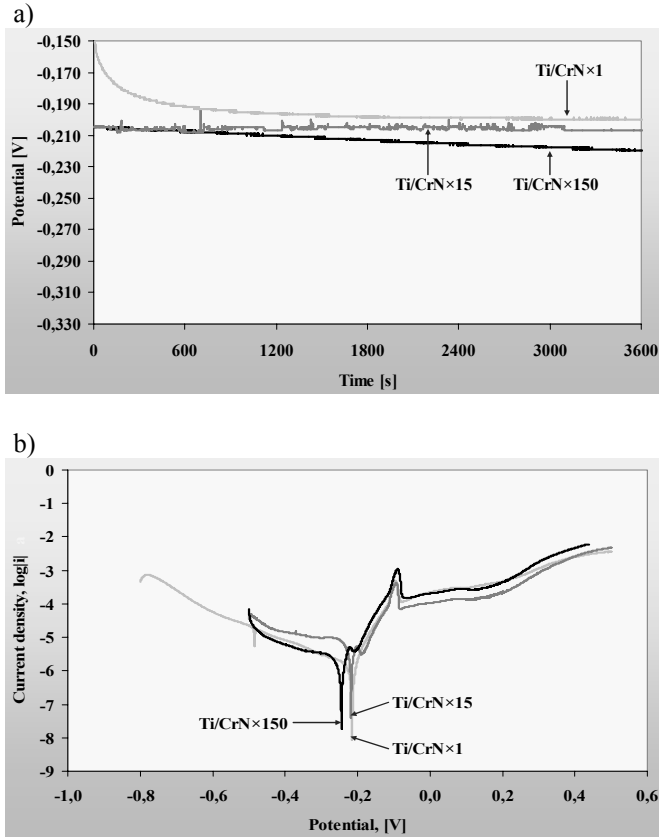 a)
-0,150
-0,170
-0,190
-0,210
-0,230
-0,250
-0,270
-0,290
-0,310
-0,330
Potential [V]
Ti/CrN×1
Ti/CrN×15
Ti/CrN×150
0 600 1200 1800 2400 3000 3600
Time [s]
b)
0
-1
-2
-3
-4
-5
-6
-7
-8
-9
Current density, log|i|
Ti/CrN×15
Ti/CrN×150
Ti/CrN×1
-1,0 -0,8 -0,6 -0,4 -0,2 0,0 0,2 0,4 0,6
Potential, [V]